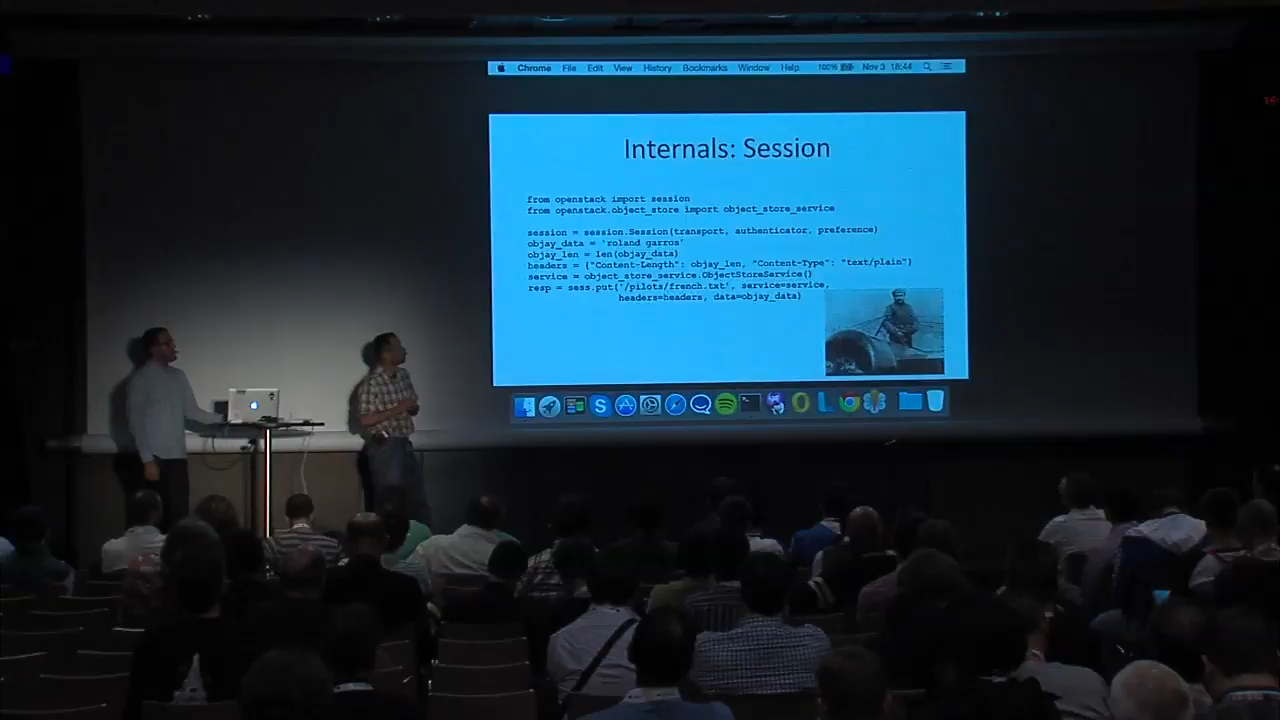 Chrome File Edit View History Bookmarks Window Help 100% Nov 3 18:44
Internals: Session
from openstack import session
from openstack.object_store import object_store_service
session = session.Session(transport, authenticator, preference)
objay_data = 'roland garros'
objay_len = len(objay_data)
headers = {"Content-Length": objay_len, "Content-Type": "text/plain"}
service = object_store_service.ObjectStoreService()
resp = sess.put('/pilots/french.txt', service=service,
headers=headers, data=objay_data)